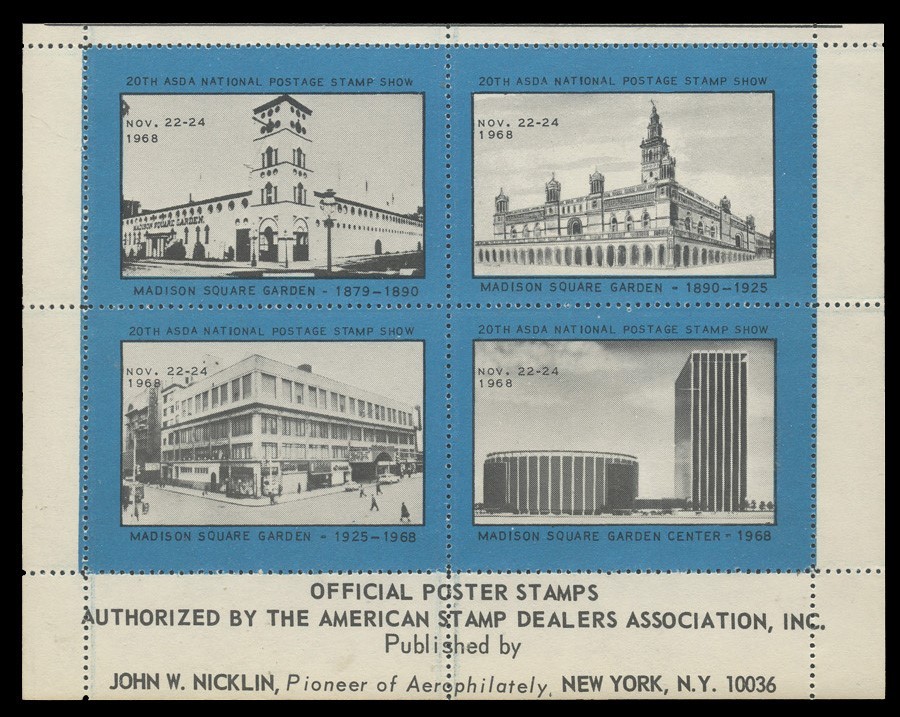 20TH ASDA NATIONAL POSTAGE STAMP SHOW
NOV. 22-24
1968
MADISON SQUARE GARDEN.
MADISON SQUARE GARDEN - 1879-1890
20TH ASDA NATIONAL POSTAGE STAMP SHOW
NOV. 22-24
1968
MADISON SQUARE GARDEN - 1890-1925
20TH ASDA NATIONAL POSTAGE STAMP SHOW
NOV. 22-24
1968
MADISON SQUARE GARDEN - 1925-1968
20TH ASDA NATIONAL POSTAGE STAMP SHOW
NOV. 22-24
1968
MADISON SQUARE GARDEN CENTER - 1968
OFFICIAL POSTER STAMPS
AUTHORIZED BY THE AMERICAN STAMP DEALERS ASSOCIATION, INC.
Published by
JOHN W. NICKLIN, Pioneer of Aerophilately, NEW YORK, N.Y. 10036